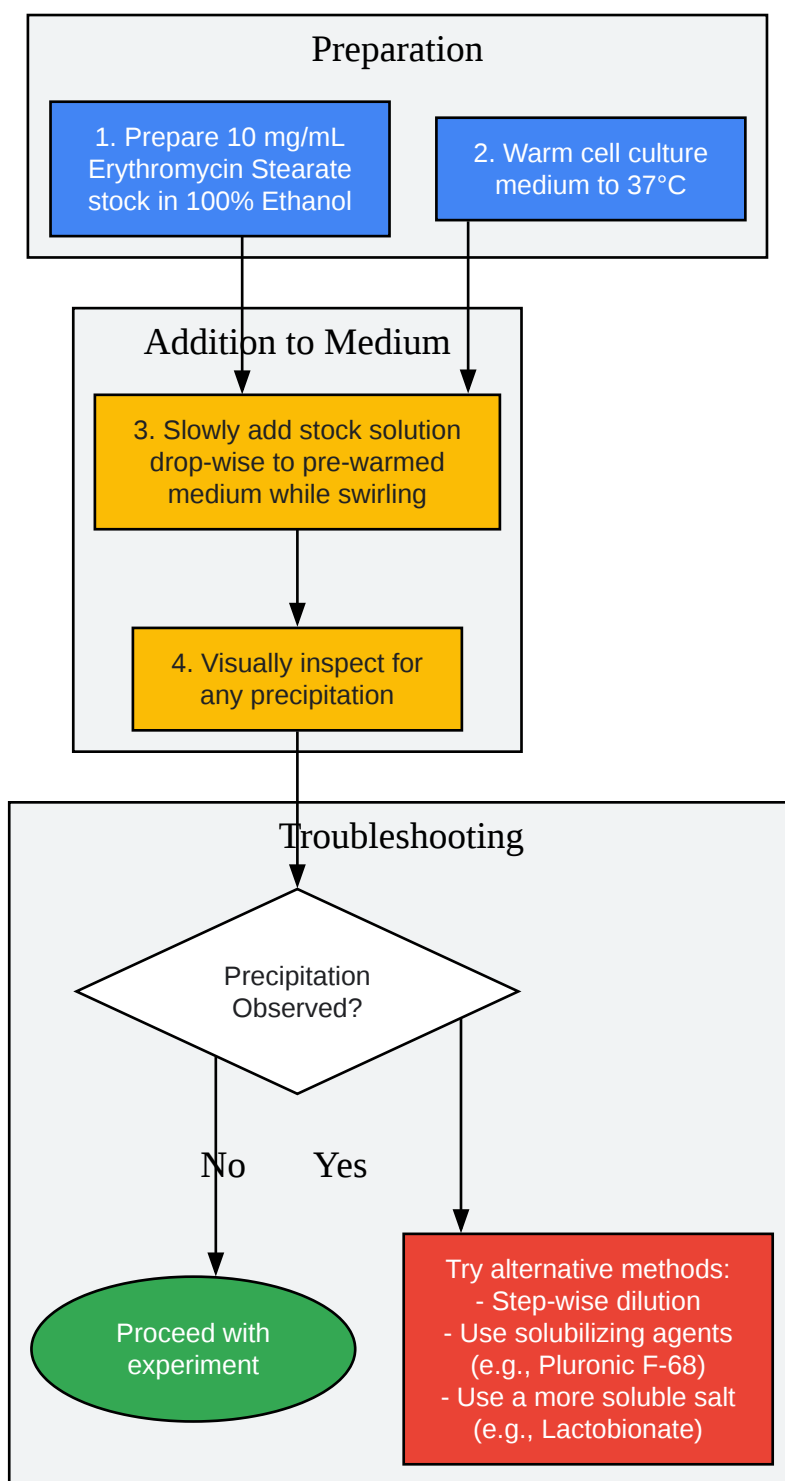 Preparation
1. Prepare 10 mg/mL
Erythromycin Stearate
stock in 100% Ethanol
2. Warm cell culture
medium to 37°C
Addition to Medium
3. Slowly add stock solution
drop-wise to pre-warmed
medium while swirling
4. Visually inspect for
any precipitation
Troubleshooting
Precipitation
Observed?
No
Yes
Proceed with
experiment
Try alternative methods:
- Step-wise dilution
- Use solubilizing agents
(e.g., Pluronic F-68)
- Use a more soluble salt
(e.g., Lactobionate)